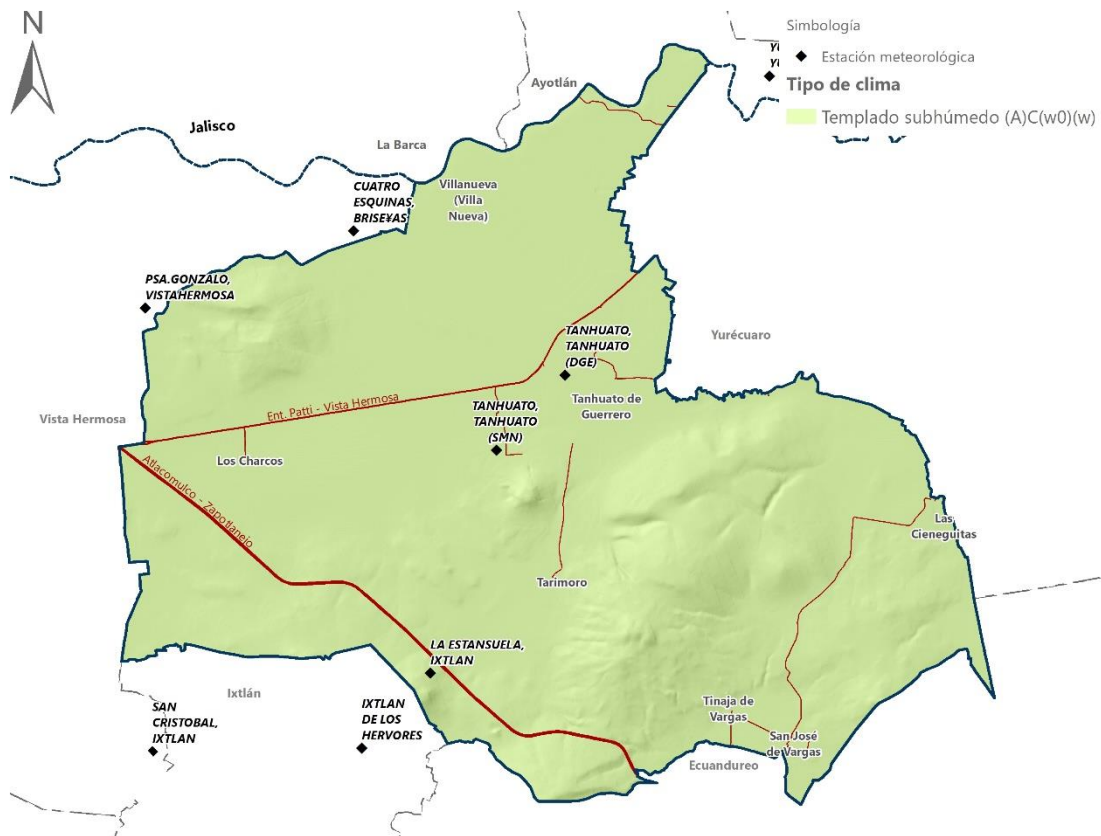 N
Simbología
Estación meteorológica
Tipo de clima
Templado subhúmedo (A)C(w0)(w)
Ayotlán
Jalisco
La Barca
CUATRO
ESQUINAS,
BRISE¥AS
Villanueva
(Villa
Nueva)
PSA.GONZALO,
VISTAHERMOSA
TANHUATO,
TANHUATO
(DGE)
Yurécuaro
Tanhuato de
Guerrero
Ent. Patti - Vista Hermosa
TANHUATO,
TANHUATO
(SMN)
Vista Hermosa
Los Charcos
Atlacomulco - Zapotlanejo
Las
Cieneguitas
Tarimoro
LA ESTANSUELA,
IXTLAN
Ixtlán
SAN
CRISTOBAL,
IXTLAN
IXTLAN
DE LOS
HERVORES
Tinaja de
Vargas
San José
de Vargas
Ecuandureo